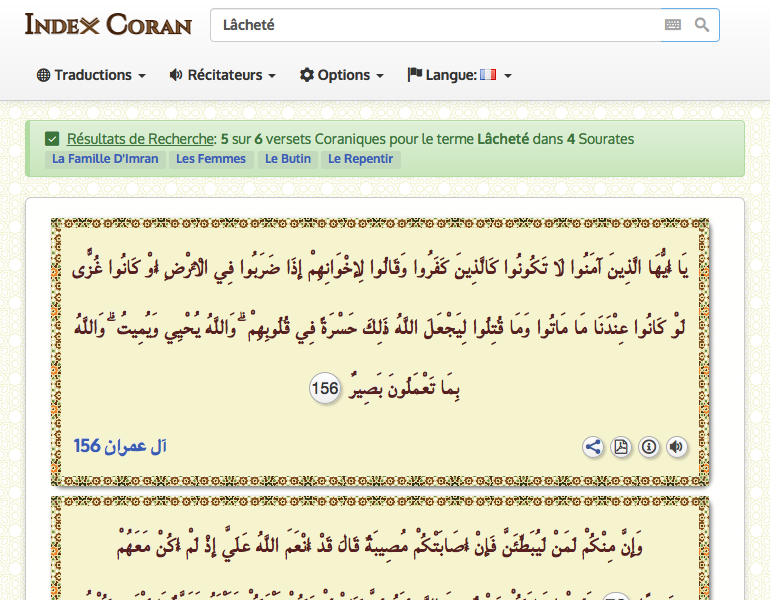 Index Coran
Lâcheté
Traductions Récitateurs Options Langue:
Résultats de Recherche: 5 sur 6 versets Coraniques pour le terme Lâcheté dans 4 Sourates
La Famille D'Imran Les Femmes Le Butin Le Repentir
يَا أَيُّهَا الَّذِينَ آمَنُوا لَا تَكُونُوا كَالَّذِينَ كَفَرُوا وَقَالُوا لِإِخْوَانِهِمْ إِذَا ضَرَبُوا فِي الْأَرْضِ أَوْ كَانُوا غُزًّى
لَوْ كَانُوا عِنْدَنَا مَا مَاتُوا وَمَا قُتِلُوا لِيَجْعَلَ اللَّهُ ذَٰلِكَ حَسْرَةً فِي قُلُوبِهِمْ ۗ وَاللَّهُ يُحْيِي وَيُمِيتُ ۗ وَاللَّهُ
بِمَا تَعْمَلُونَ بَصِيرٌ 156
آل عمران 156
وَإِنَّ مِنْكُمْ لَمَنْ لَيُبَطِّئَنَّ فَإِنْ أَصَابَتْكُمْ مُصِيبَةٌ قَالَ قَدْ أَنْعَمَ اللَّهُ عَلَيَّ إِذْ لَمْ أَكُنْ مَعَهُمْ